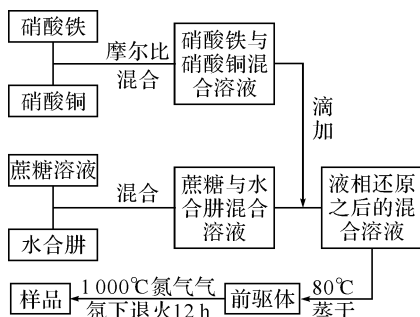 硝酸铁
硝酸铜
摩尔比
混合
硝酸铁与
硝酸铜混
合溶液
滴
加
蔗糖溶液
水合肼
混合
蔗糖与水
合肼混合
溶液
液相还原
之后的混
合溶液
80℃
蒸干
前驱体
1 000℃氮气气
氛下退火12 h
样品